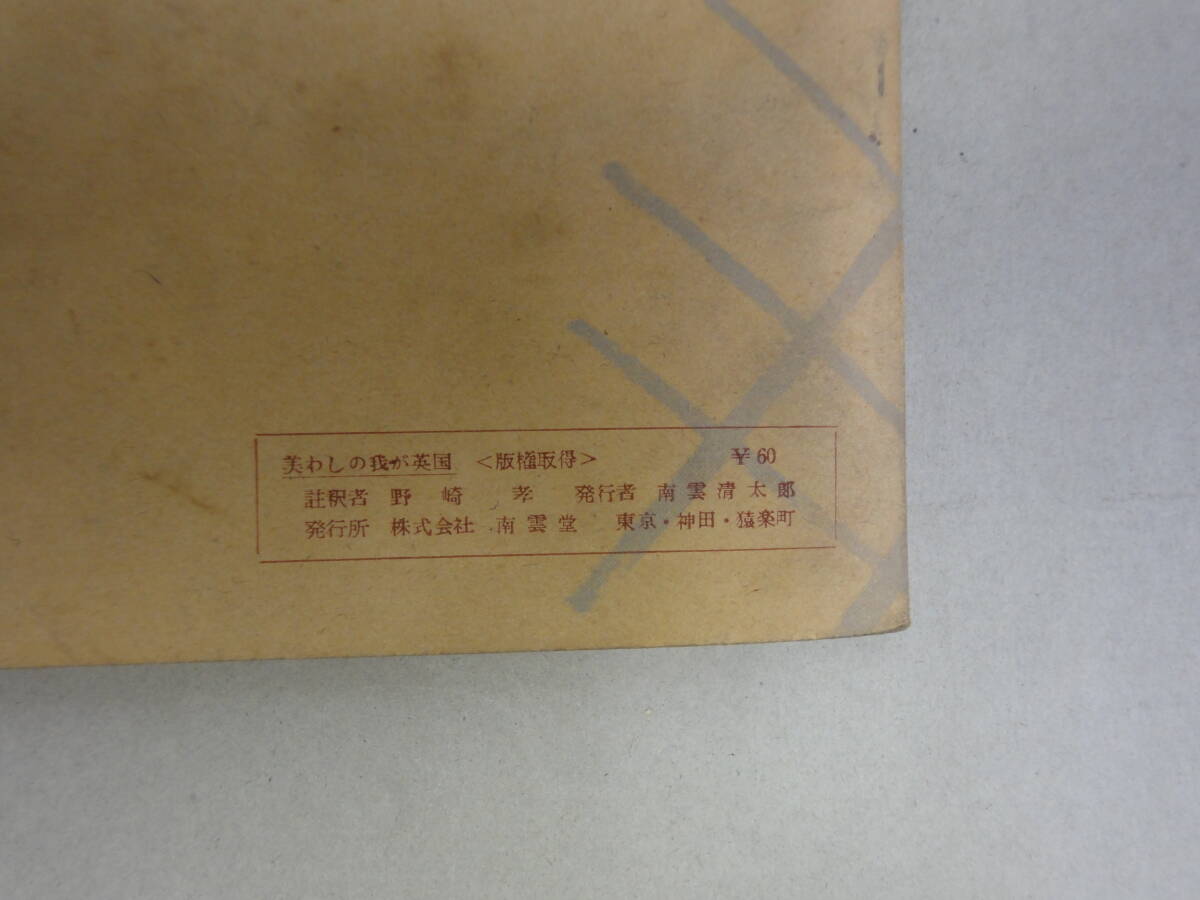 美わしの我が英国 <版権取得> ¥60
註釈者 野崎 孝 発行者 南雲清太郎
発行所 株式会社 南雲堂 東京・神田・猿楽町